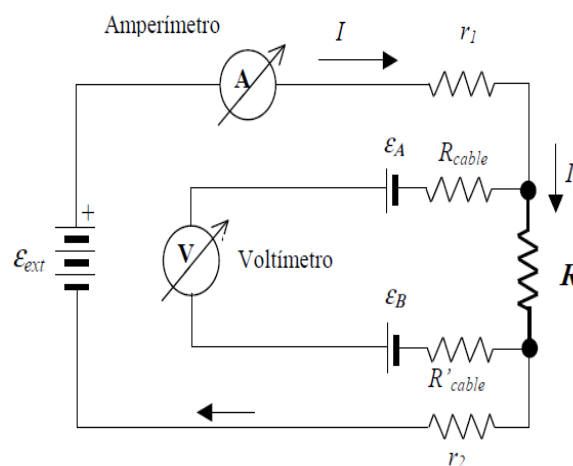 Amperímetro
I
r1
A
εA
Rcable
I
+
εext
V
Voltímetro
R
εB
R'cable
r2